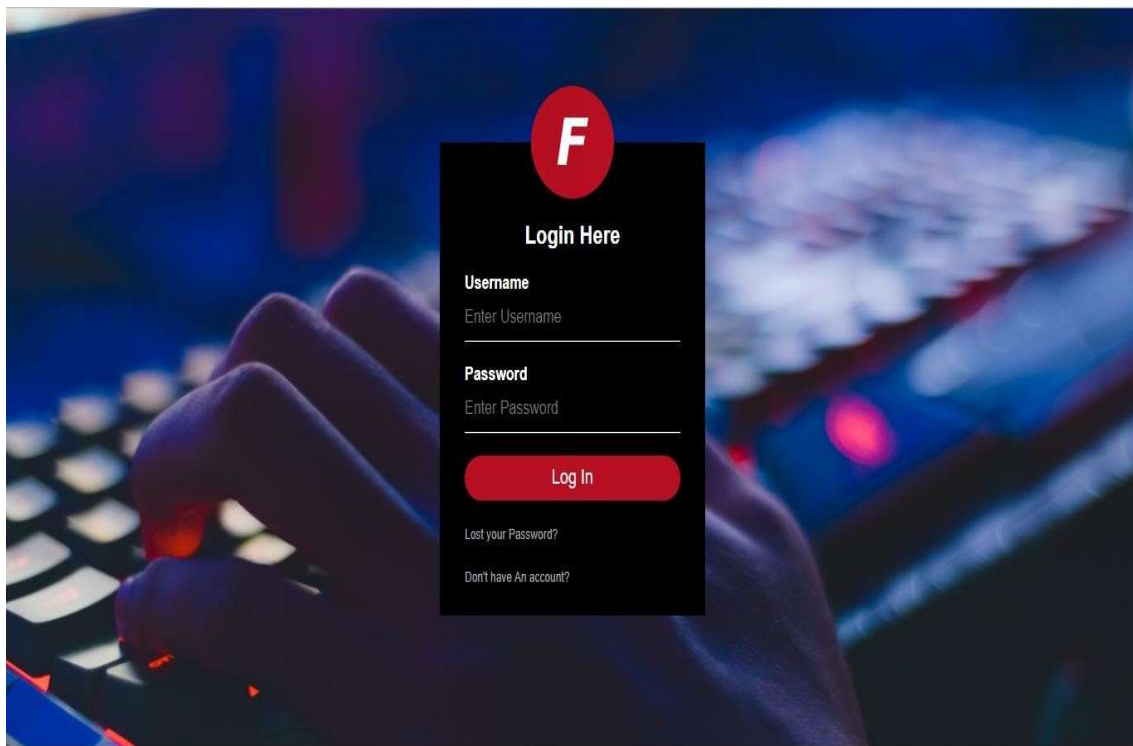 F
Login Here
Username
Enter Username
Password
Enter Password
Log In
Lost your Password?
Don't have An account?